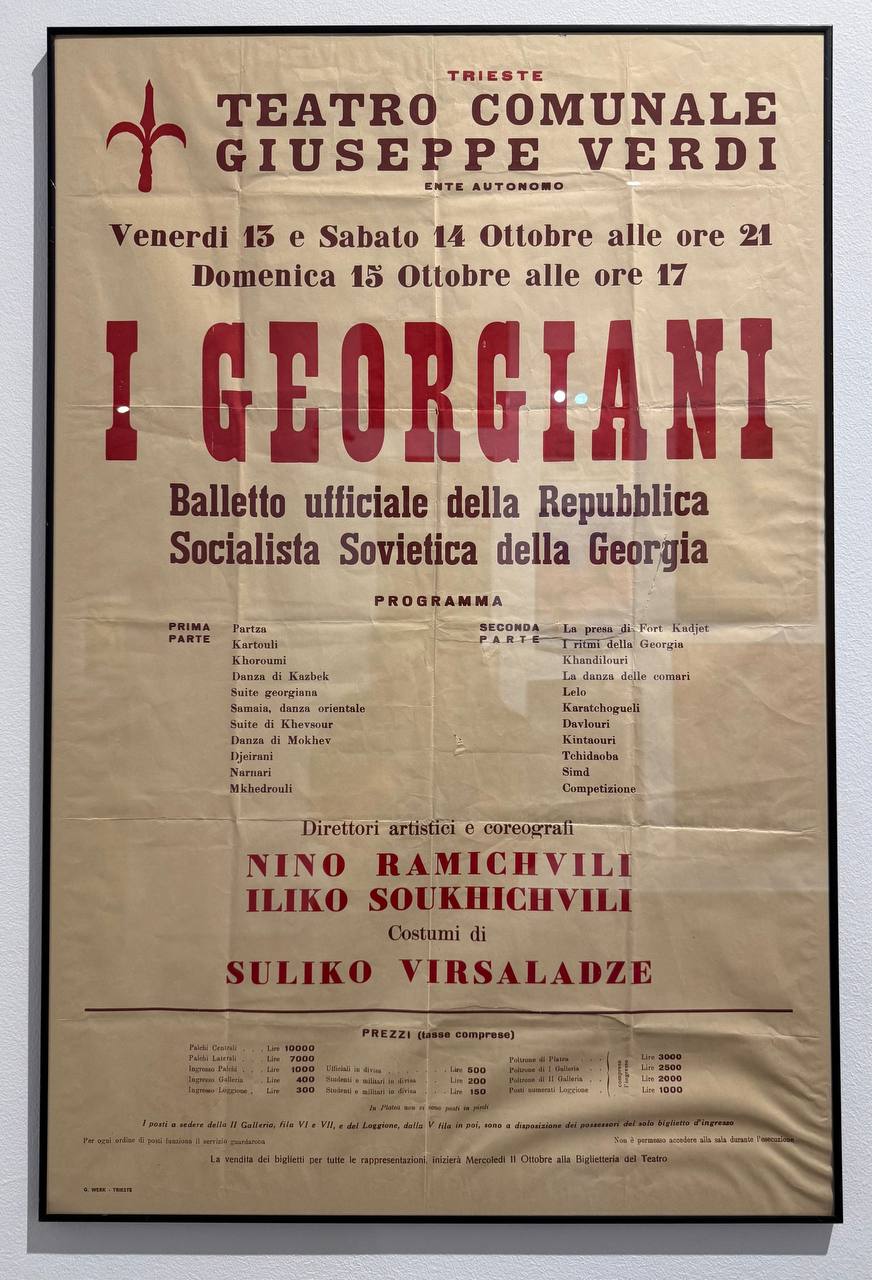 TRIESTE
TEATRO COMUNALE
GIUSEPPE VERDI
ENTE AUTONOMO
Venerdi 13 e Sabato 14 Ottobre alle ore 21
Domenica 15 Ottobre alle ore 17
I GEORGIANI
Balletto ufficiale della Repubblica
Socialista Sovietica della Georgia
PROGRAMMA
PRIMA PARTE
Partza
Kartouli
Khoroumi
Danza di Kazbek
Suite georgiana
Samaia, danza orientale
Suite di Khevsour
Danza di Mokhev
Djeirani
Narnari
Mkhedrouli
SECONDA PARTE
La presa di Fort Kadjet
I ritmi della Georgia
Khandilouri
La danza delle comari
Lelo
Karatchogueli
Davlouri
Kintaouri
Tchidaoba
Simd
Competizione
Direttori artistici e coreografi
NINO RAMICHVILI
ILIKO SOUKHICHVILI
Costumi di
SULIKO VIRSALADZE
PREZZI (tasse comprese)
Palchi Centrali . . . Lire 10000
Palchi Laterali . . . Lire 7000
Ingresso Palchi . . Lire 1000
Ingresso Galleria . Lire 400
Ingresso Loggione . Lire 300
Ufficiali in divisa . . . . . . . . Lire 500
Studenti e militari in divisa . . Lire 200
Studenti e militari in divisa . . Lire 150
Poltrone di Platea . . . Lire 3000
Poltrone di I Galleria . . Lire 2500
Poltrone di II Galleria . . Lire 2000
Posti numerati Loggione . Lire 1000
compreso l'ingresso
In Platea non vi sono posti in piedi
I posti a sedere della II Galleria, fila VI e VII, e del Loggione, dalla V fila in poi, sono a disposizione dei possessori del solo biglietto d'ingresso
Per ogni ordine di posti funziona il servizio guardaroba
Non è permesso accedere alla sala durante l'esecuzione
La vendita dei biglietti per tutte le rappresentazioni, inizierà Mercoledì 11 Ottobre alla Biglietteria del Teatro
G. WERK - TRIESTE